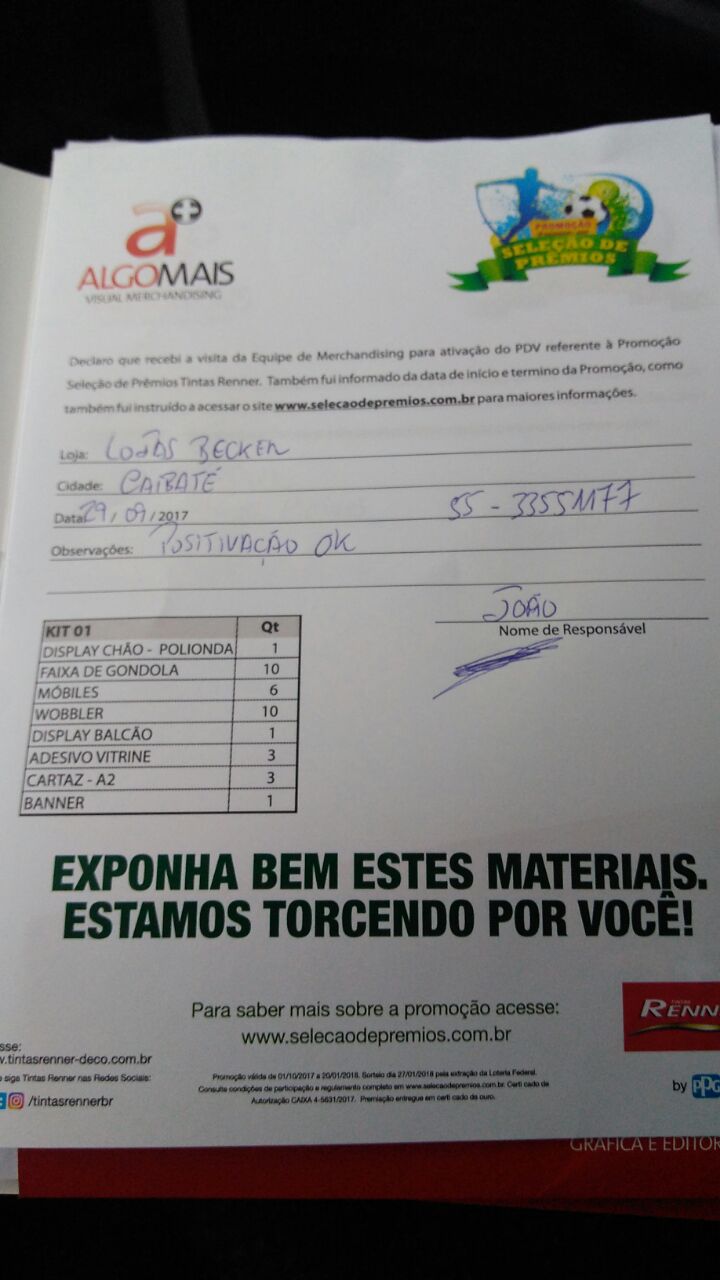 a+
ALGOMAIS
VISUAL MERCHANDISING
PROMOÇÃO
SELEÇÃO DE
PRÊMIOS
Declaro que recebi a visita da Equipe de Merchandising para ativação do PDV referente à Promoção
Seleção de Prêmios Tintas Renner. Também fui informado da data de início e termino da Promoção, como
também fui instruído a acessar o site www.selecaodepremios.com.br para maiores informações.
Loja: LOJAS BECKER
Cidade: CAIBATÉ
Data: 29/09/2017 55-33551177
Observações: POSITIVAÇÃO OK
JOÃO
Nome de Responsável
KIT 01 Qt
DISPLAY CHÃO - POLIONDA 1
FAIXA DE GONDOLA 10
MÓBILES 6
WOBBLER 10
DISPLAY BALCÃO 1
ADESIVO VITRINE 3
CARTAZ - A2 3
BANNER 1
EXPONHA BEM ESTES MATERIAIS.
ESTAMOS TORCENDO POR VOCÊ!
Para saber mais sobre a promoção acesse:
www.selecaodepremios.com.br
TINTAS
RENN
sse:
v.tintasrenner-deco.com.br
siga Tintas Renner nas Redes Sociais:
/tintasrennerbr
Promoção válida de 01/10/2017 a 20/01/2018. Sorteio dia 27/01/2018 pela extração da Loteria Federal.
Consulte condições de participação e regulamento completo em www.selecaodepremios.com.br. Certi cado de
Autorização CAIXA 4-5631/2017. Premiação entregue em certi cado de ouro.
by PPG
GRÁFICA E EDITOR